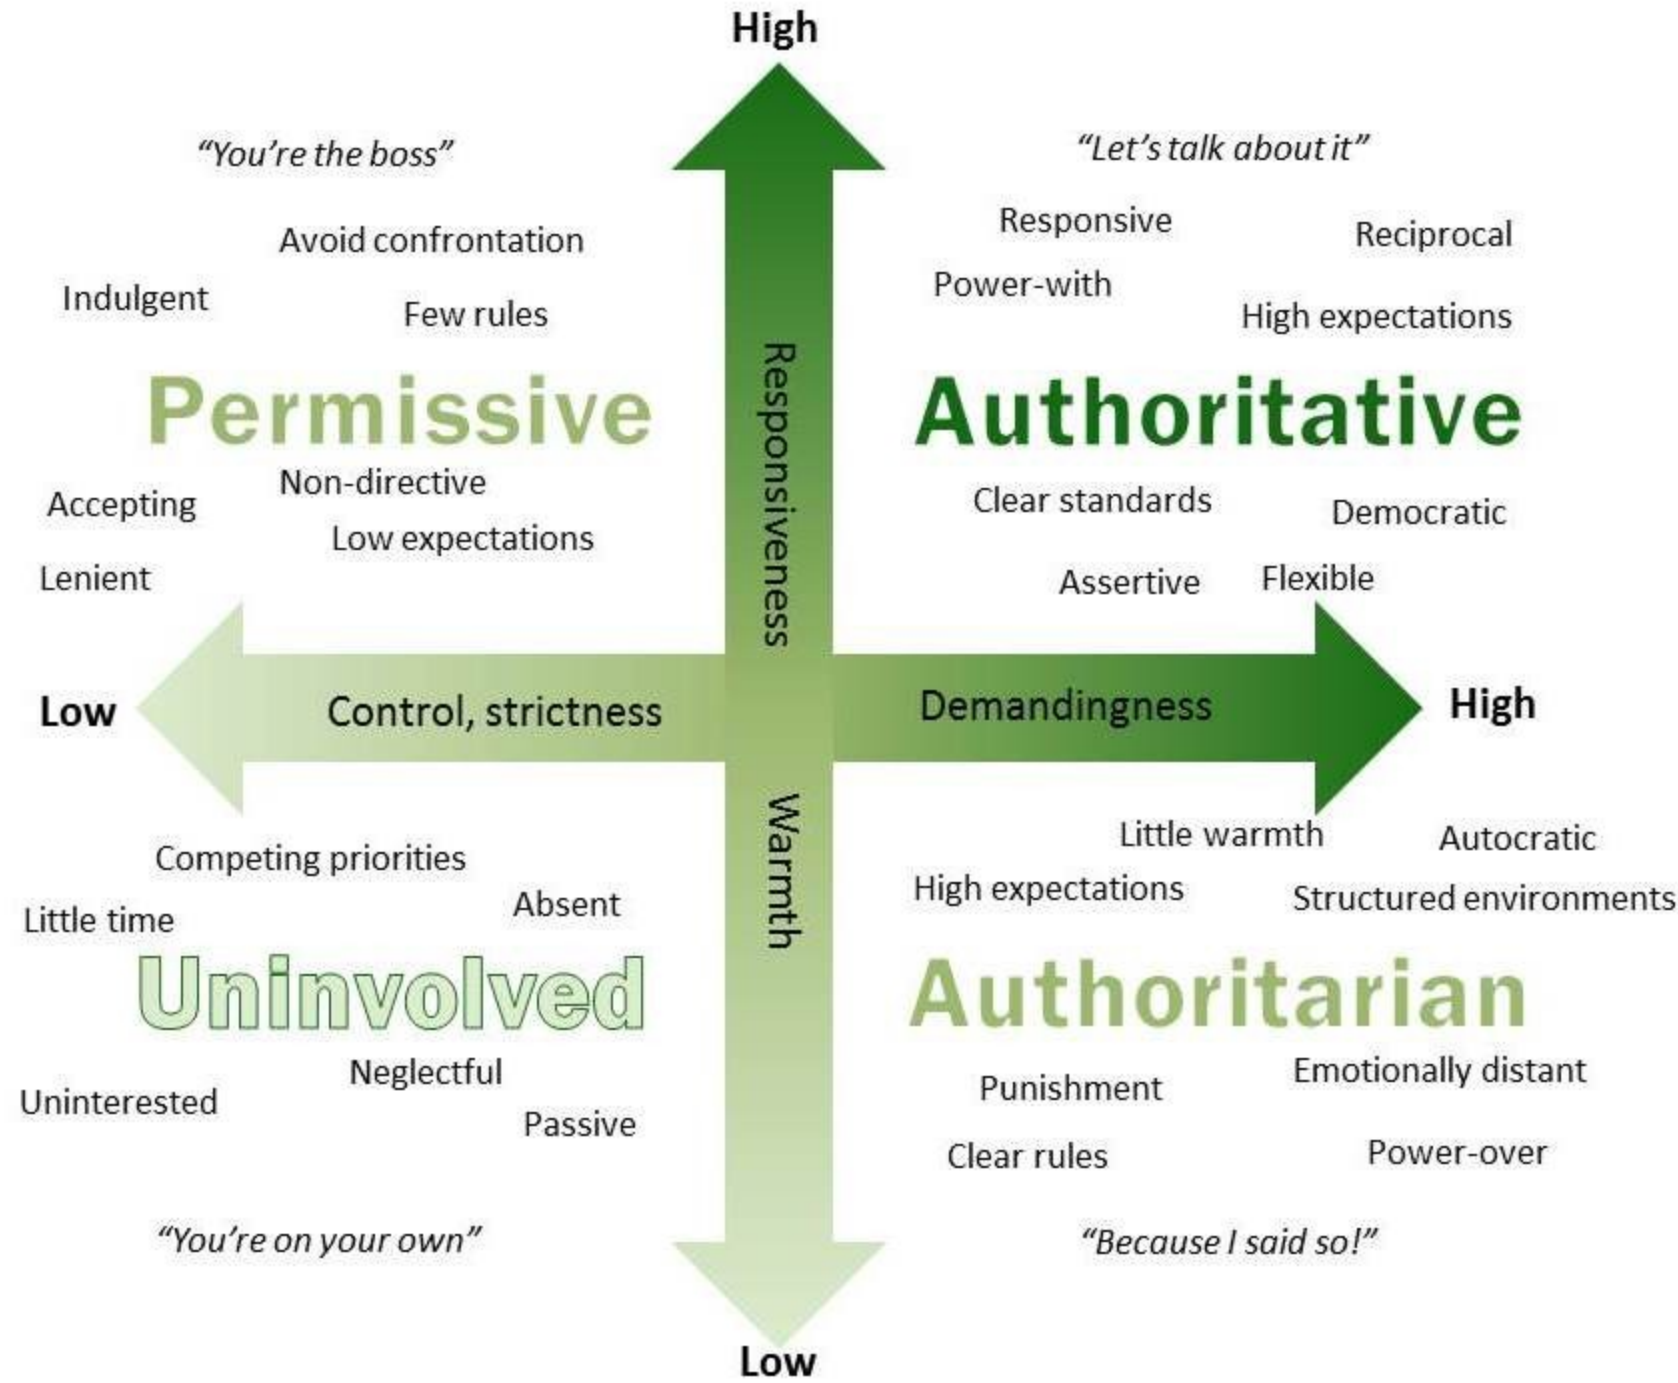 High
“You’re the boss”
Avoid confrontation
Indulgent
Few rules
Permissive
Non-directive
Accepting
Low expectations
Lenient
“Let’s talk about it”
Responsive
Reciprocal
Power-with
High expectations
Authoritative
Clear standards
Democratic
Assertive
Flexible
Responsiveness
Low
Control, strictness
Demandingness
High
Warmth
Competing priorities
Absent
Little time
Uninvolved
Neglectful
Uninterested
Passive
“You’re on your own”
Little warmth
Autocratic
High expectations
Structured environments
Authoritarian
Emotionally distant
Punishment
Clear rules
Power-over
“Because I said so!”
Low